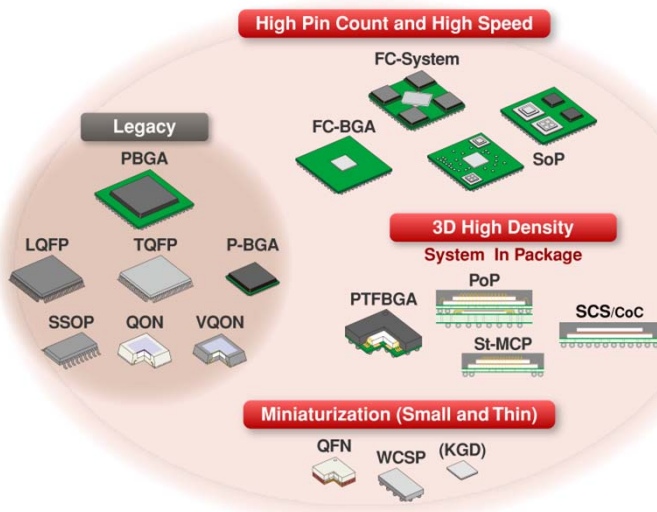 High Pin Count and High Speed
FC-System
FC-BGA
SoP
Legacy
PBGA
LQFP
TQFP
P-BGA
SSOP
QON
VQON
3D High Density
System In Package
PTFBGA
PoP
St-MCP
SCS/CoC
Miniaturization (Small and Thin)
QFN
WCSP
(KGD)